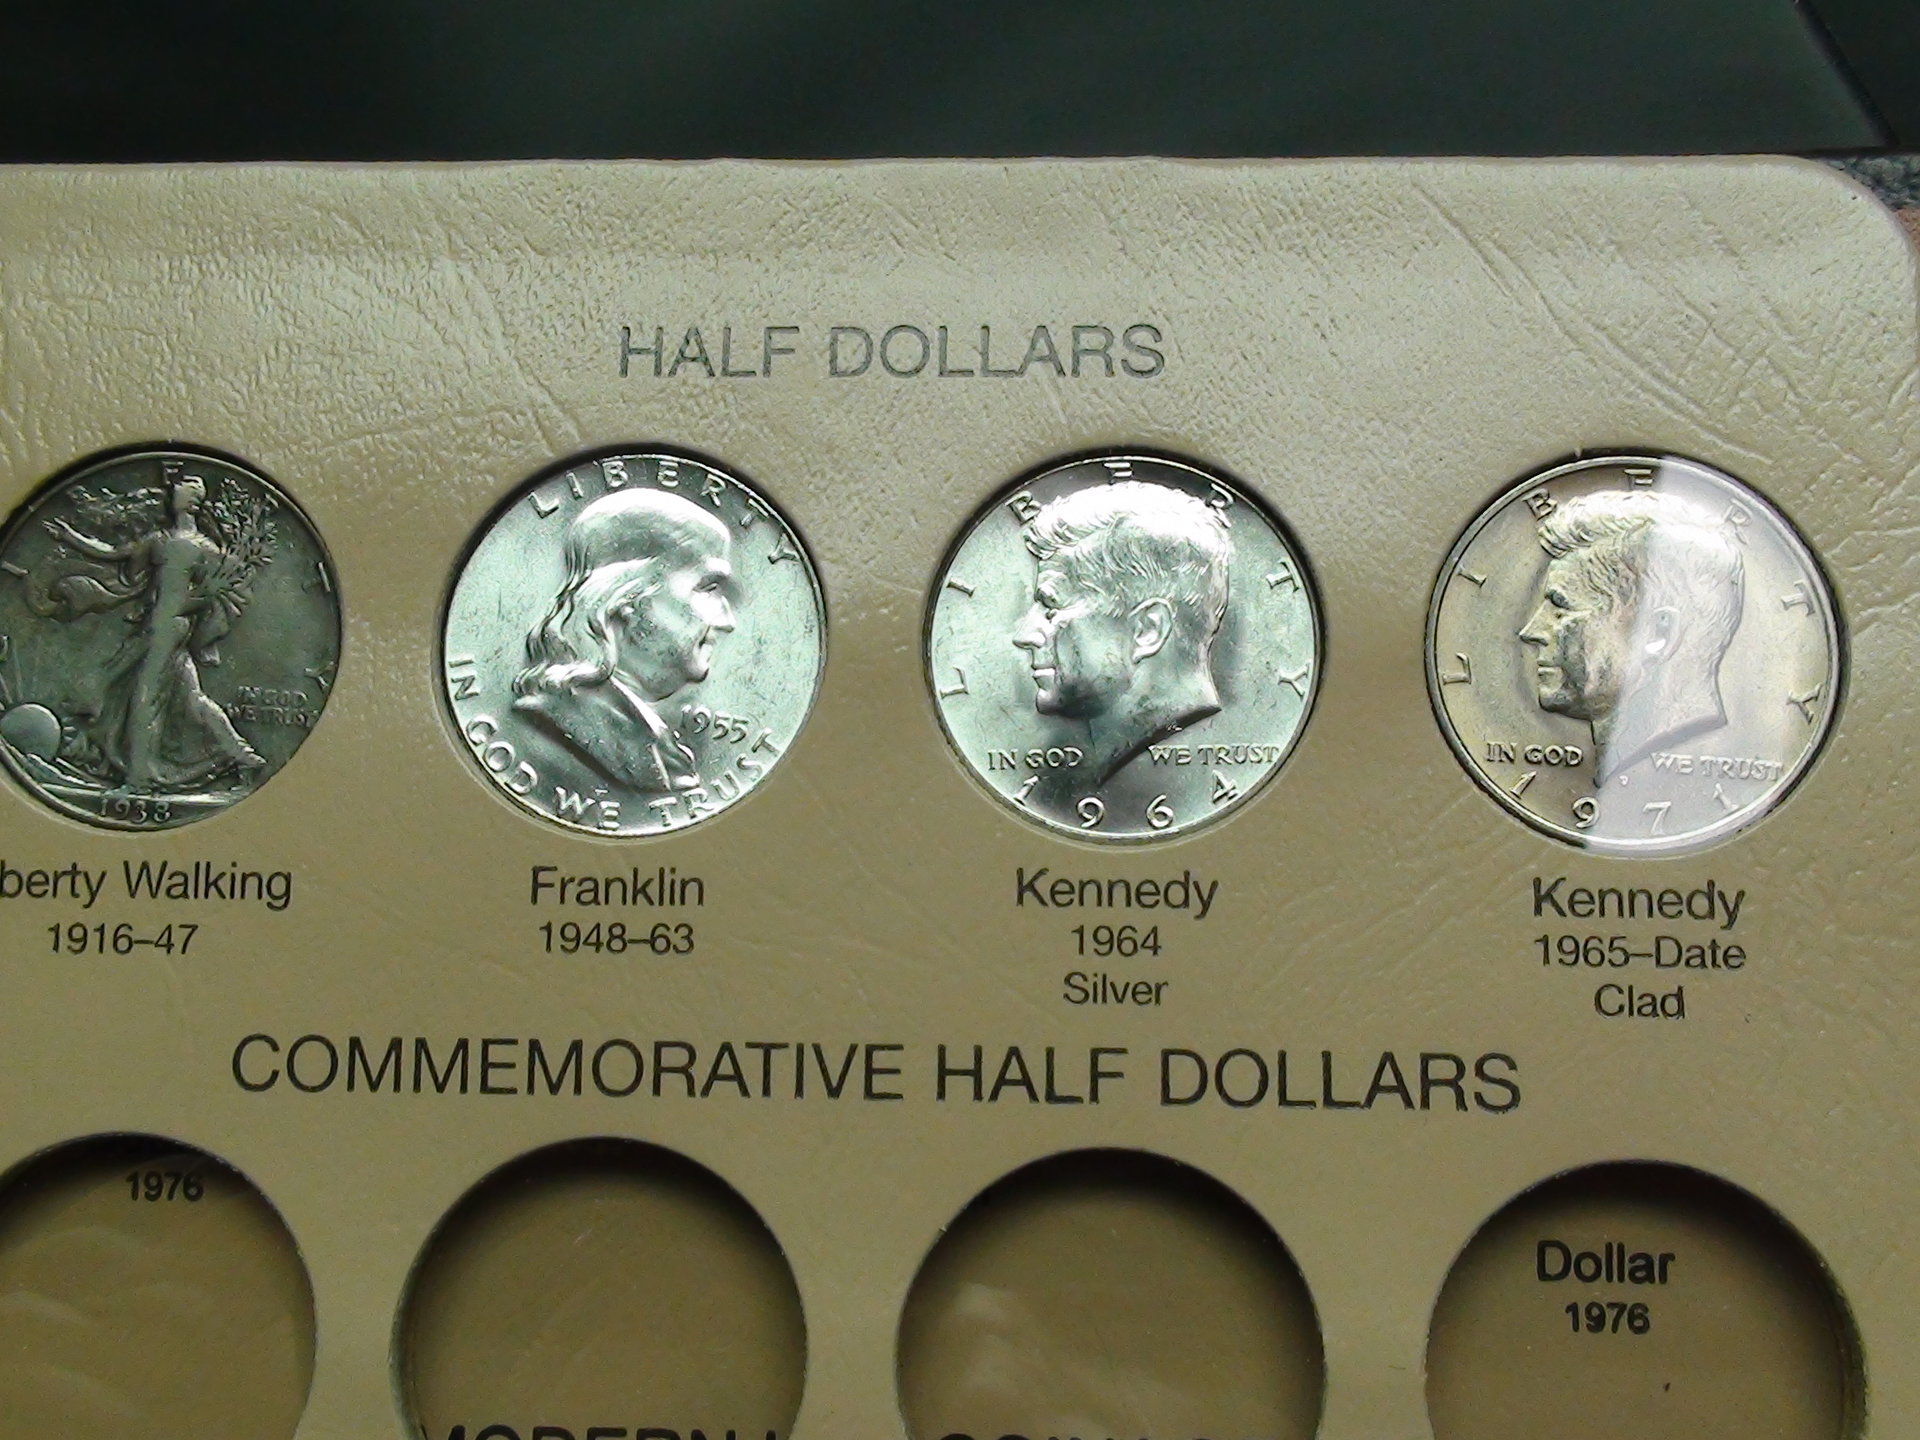 HALF DOLLARS
LIBERTY
IN GOD
WE TRUST
1938
LIBERTY
1955
IN GOD WE TRUST
LIBERTY
IN GOD WE TRUST
1964
LIBERTY
IN GOD WE TRUST
1971
berty Walking
1916–47
Franklin
1948–63
Kennedy
1964
Silver
Kennedy
1965–Date
Clad
COMMEMORATIVE HALF DOLLARS
1976
Dollar
1976